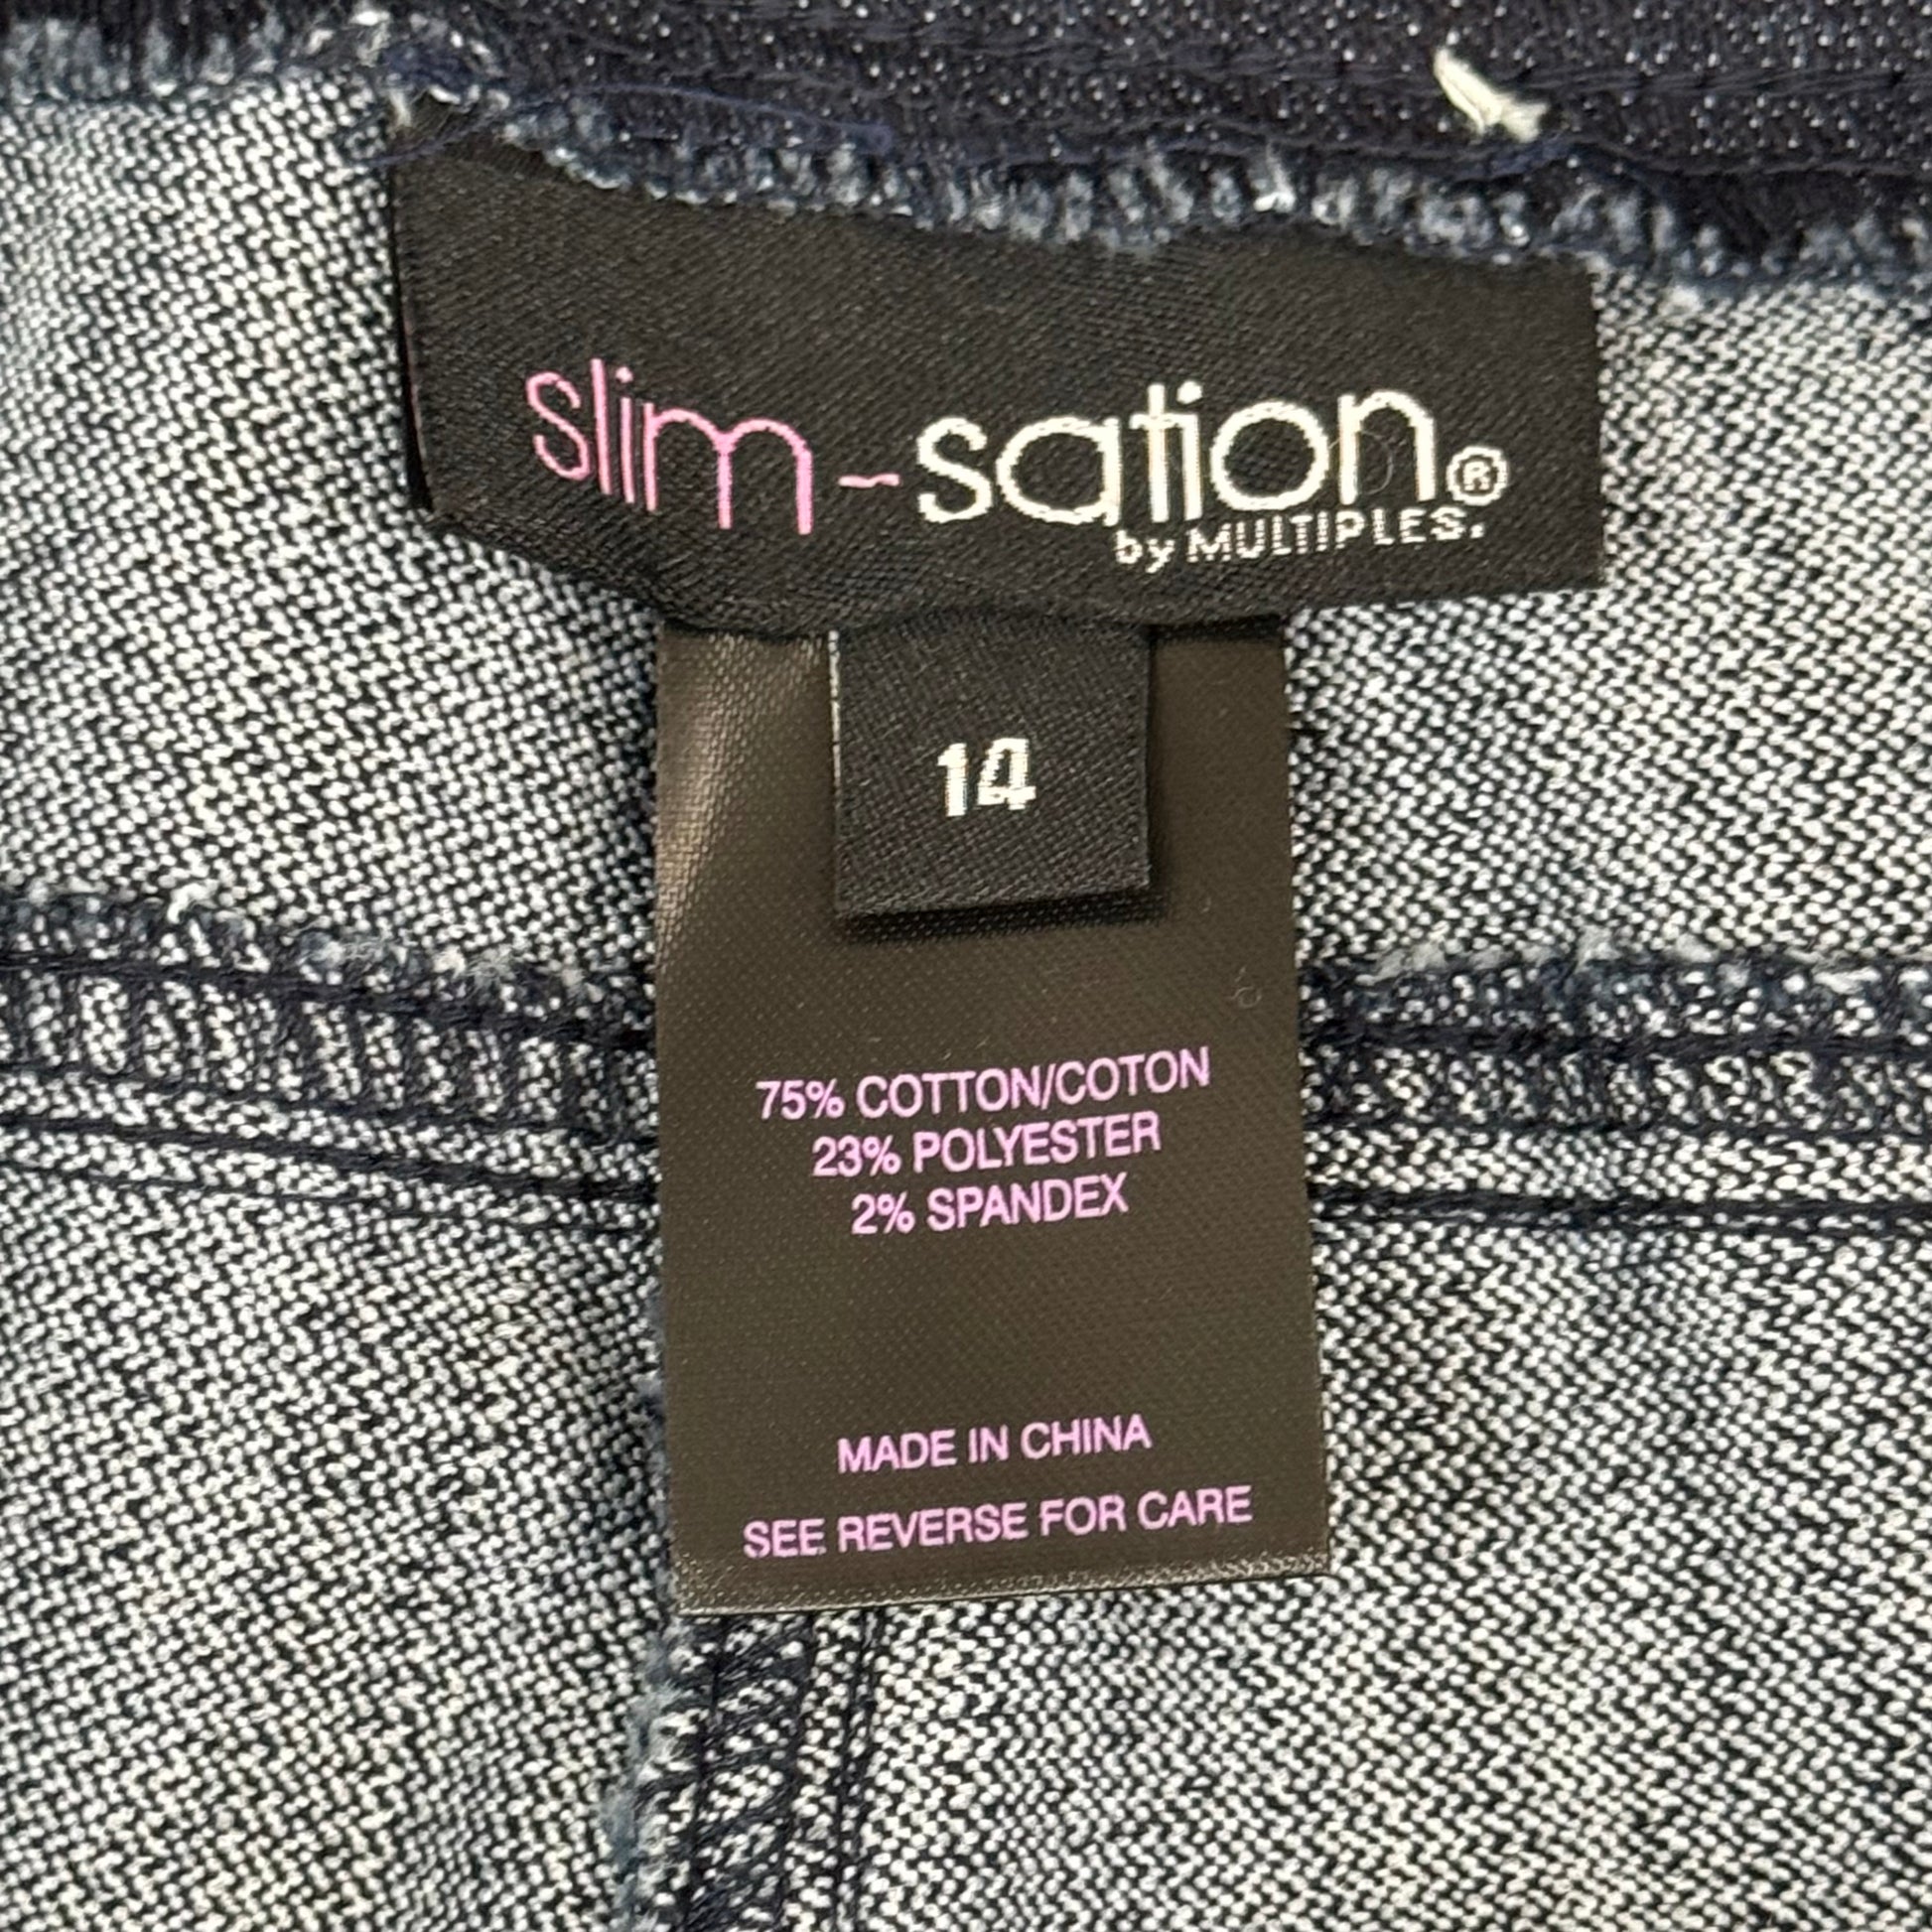 slim-sation®
by MULTIPLES.
14
75% COTTON/COTON
23% POLYESTER
2% SPANDEX
MADE IN CHINA
SEE REVERSE FOR CARE